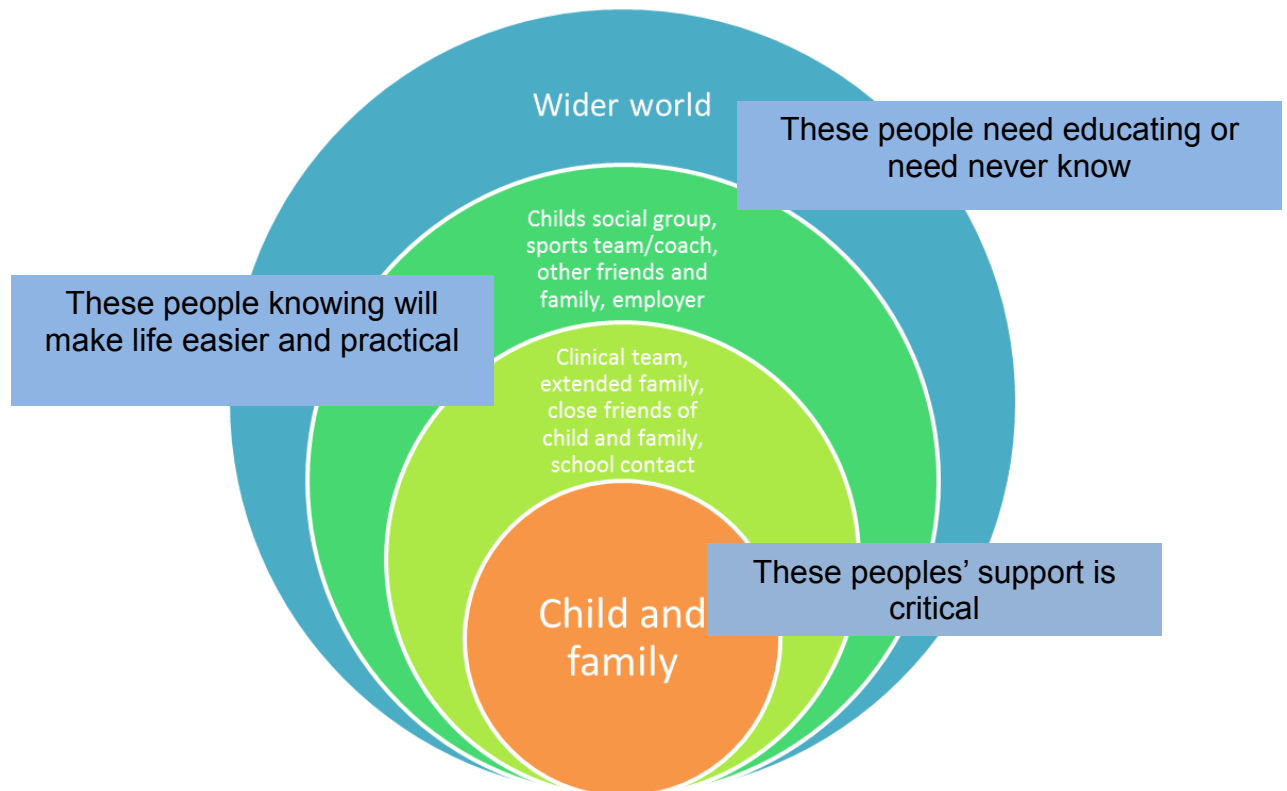 Wider world
These people need educating or
need never know
Childs social group,
sports team/coach,
other friends and
family, employer
These people knowing will
make life easier and practical
Clinical team,
extended family,
close friends of
child and family,
school contact
These peoples’ support is
critical
Child and
family